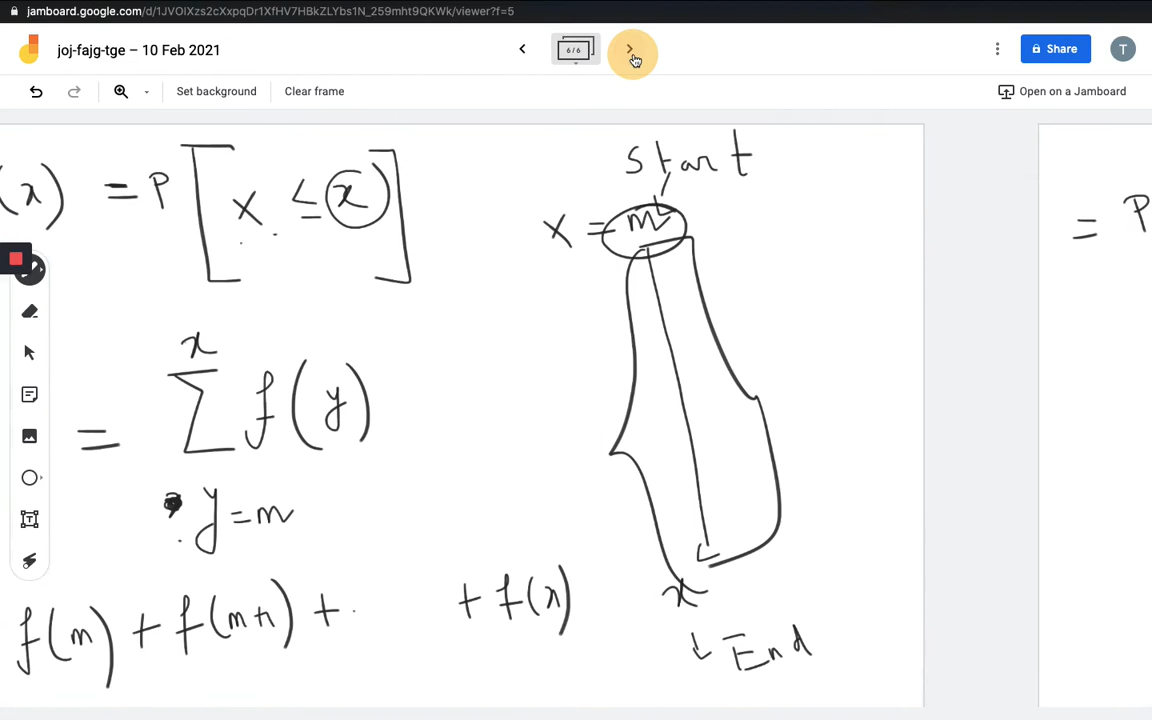 jamboard.google.com/d/1JVOIXzs2cXxpqDr1XfHV7HBkZLYbs1N_259mht9QKWk/viewer?f=5
joj-fajg-tge – 10 Feb 2021
6/6
Share
T
Set background
Clear frame
Open on a Jamboard
(x) = P [ X ≤ x ]
start
X = m
= P
x
= ∑ f(y)
y = m
f(m) + f(m+1) + . + f(x)
x
↓ End